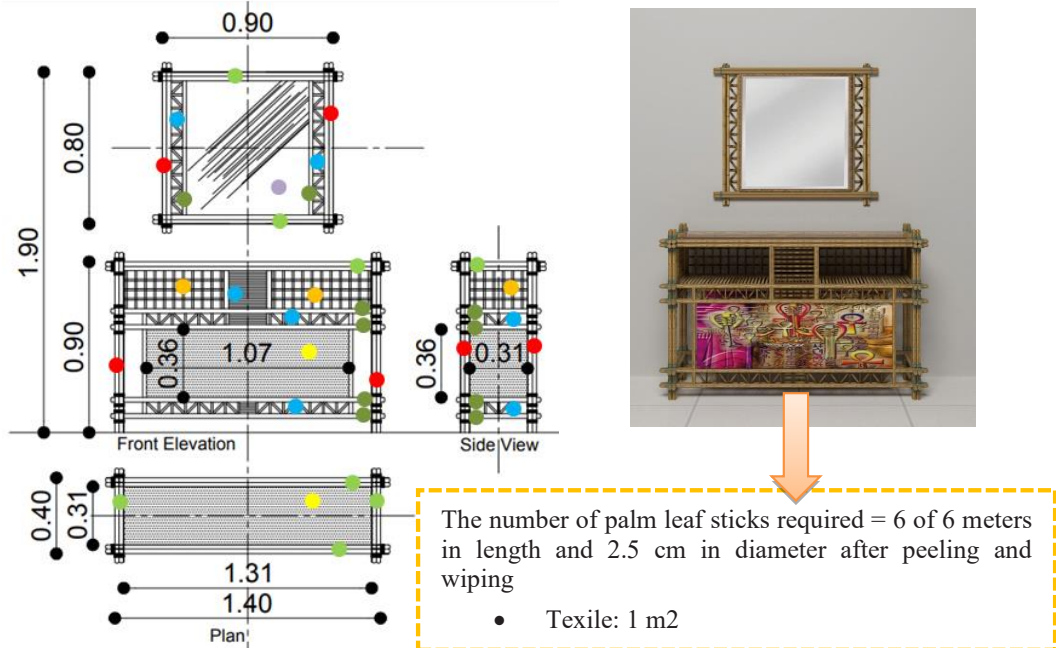 0.90
0.80
1.90
0.90
0.36
1.07
0.36
0.31
Front Elevation
Side View
0.40
0.31
1.31
1.40
Plan
The number of palm leaf sticks required = 6 of 6 meters
in length and 2.5 cm in diameter after peeling and
wiping
• Texile: 1 m2